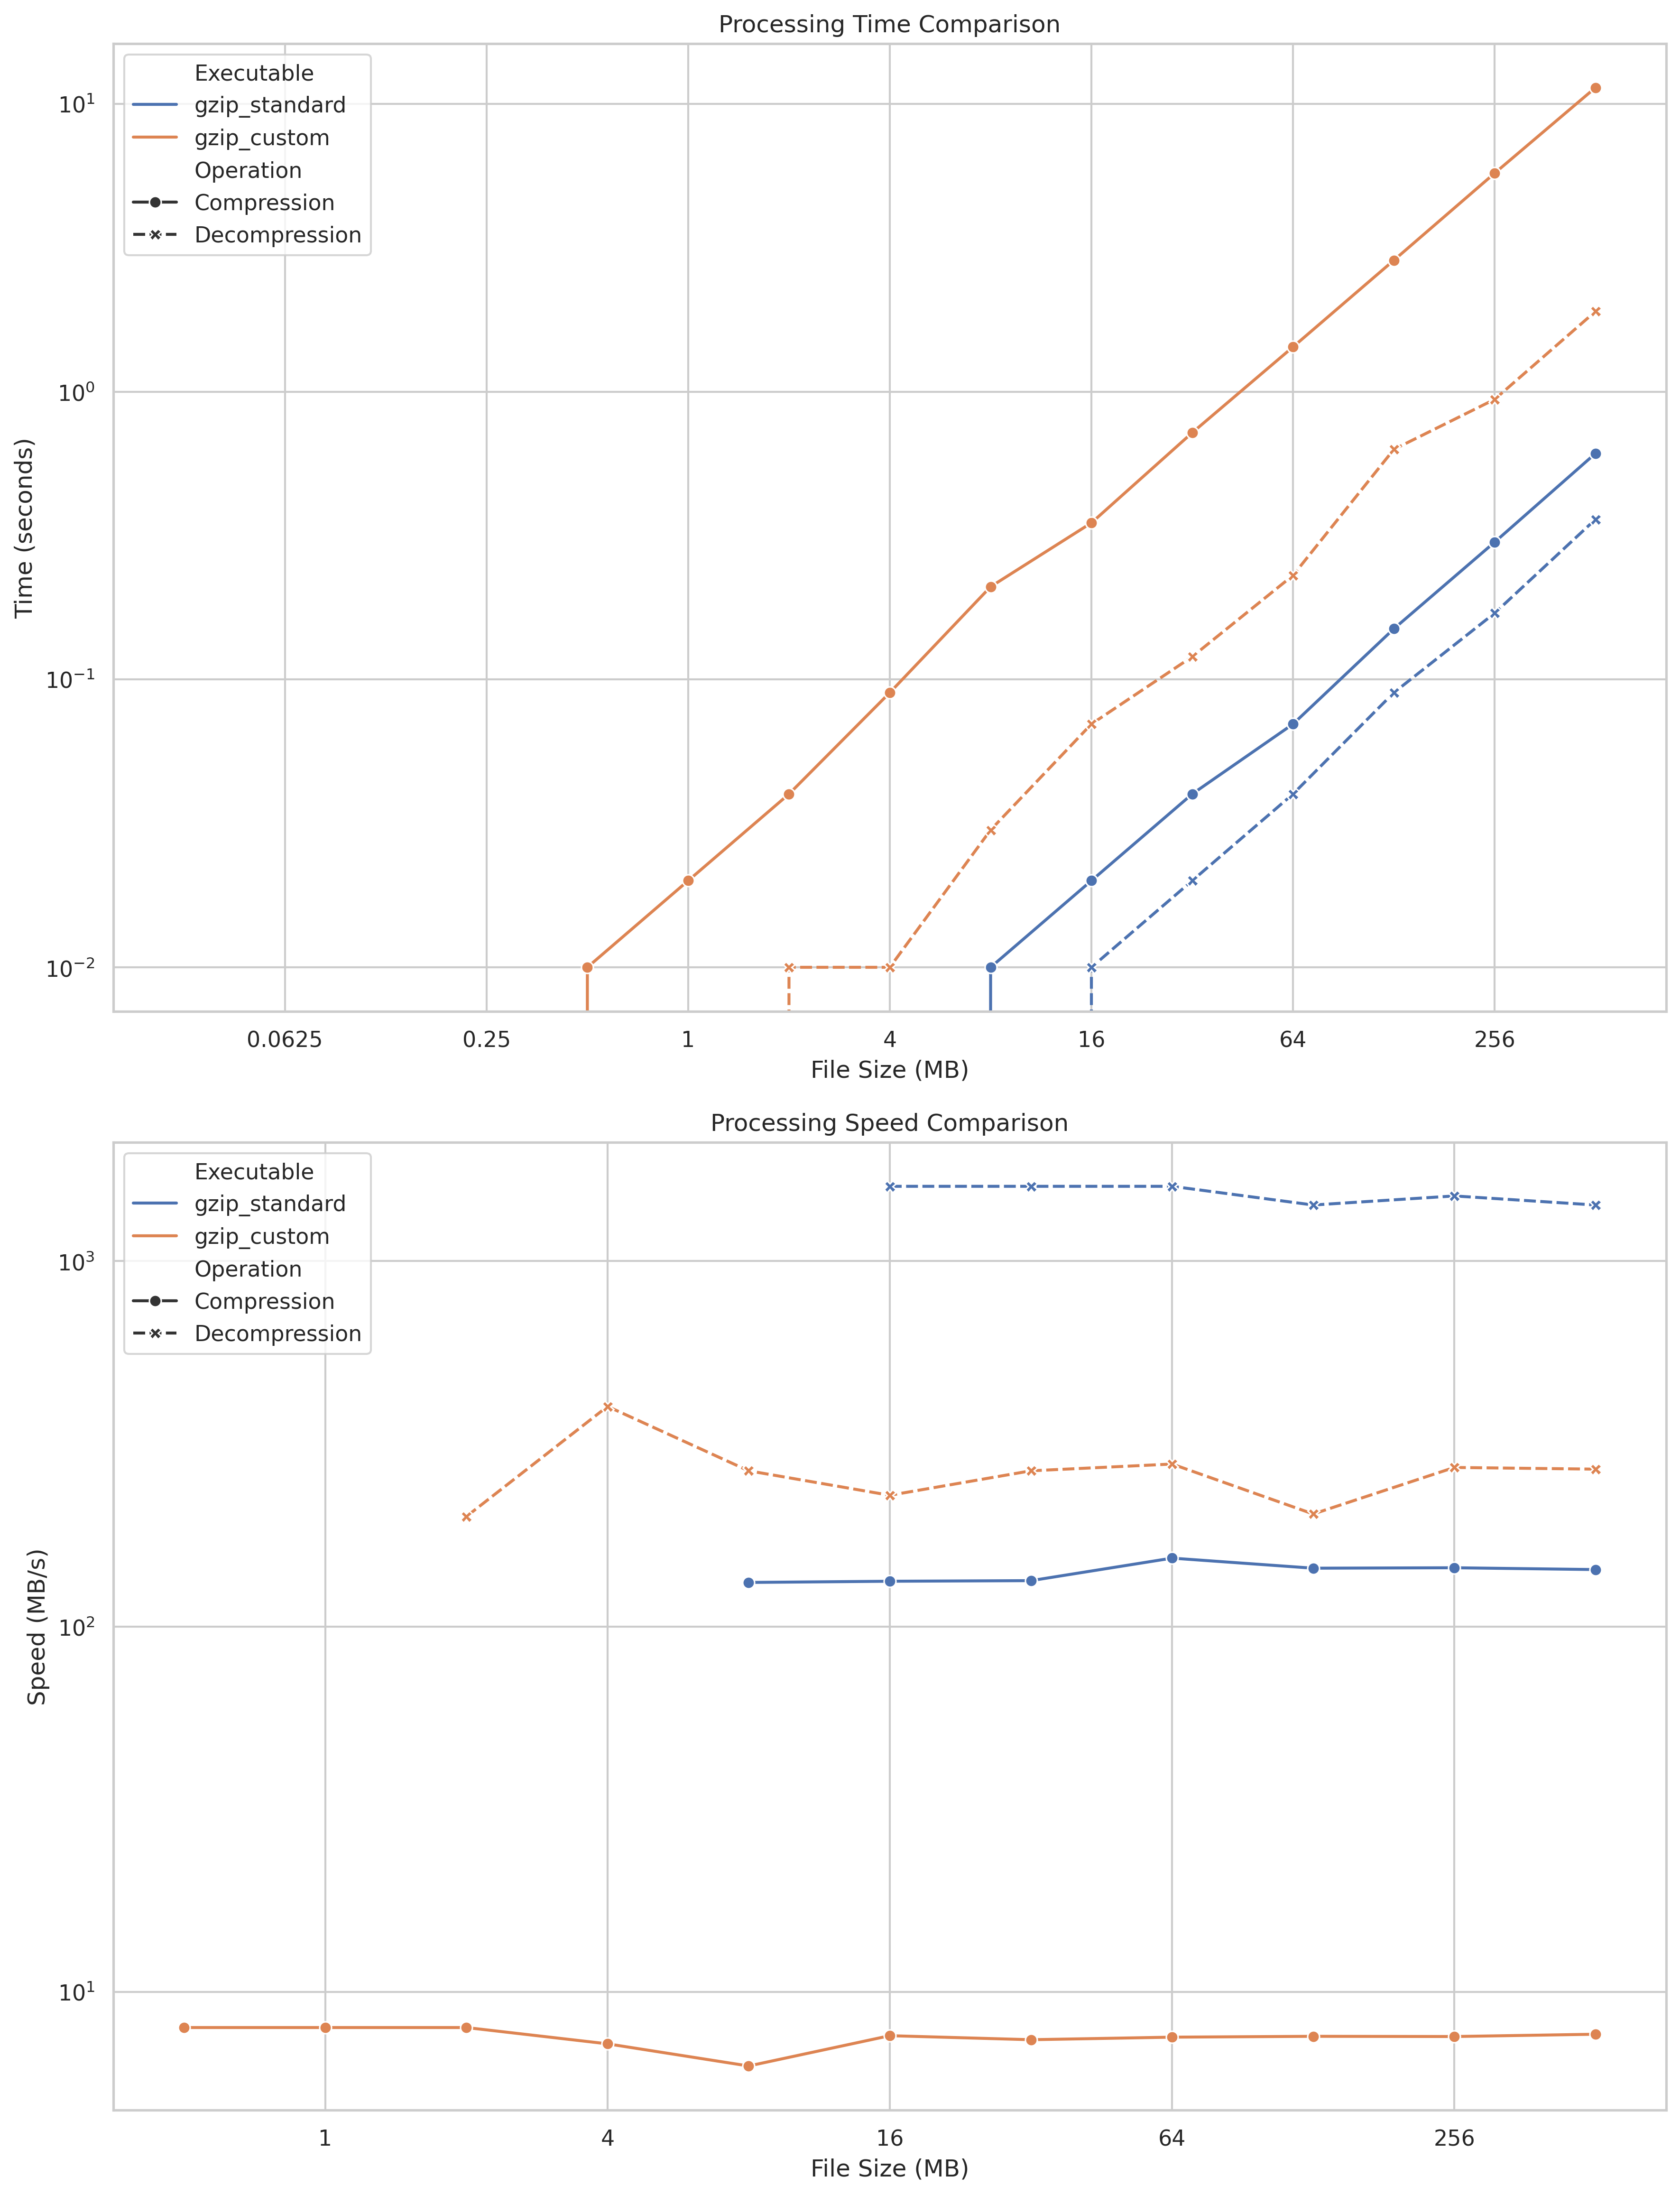 Processing Time Comparison
Executable
gzip_standard
gzip_custom
Operation
Compression
Decompression
10¹
10⁰
10⁻¹
10⁻²
Time (seconds)
0.0625 0.25 1 4 16 64 256
File Size (MB)
Processing Speed Comparison
Executable
gzip_standard
gzip_custom
Operation
Compression
Decompression
10³
10²
10¹
Speed (MB/s)
1 4 16 64 256
File Size (MB)